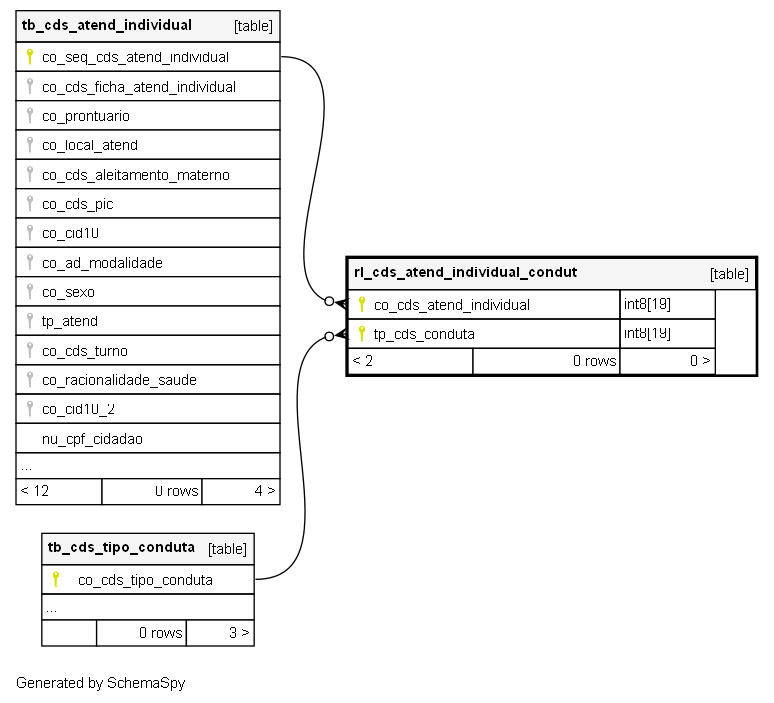 tb_cds_atend_individual [table]
co_seq_cds_atend_individual
co_cds_ficha_atend_individual
co_prontuario
co_local_atend
co_cds_aleitamento_materno
co_cds_pic
co_cid10
co_ad_modalidade
co_sexo
tp_atend
co_cds_turno
co_racionalidade_saude
co_cid10_2
nu_cpf_cidadao
...
< 12 0 rows 4 >
rl_cds_atend_individual_condut [table]
co_cds_atend_individual int8[19]
tp_cds_conduta int8[19]
< 2 0 rows 0 >
tb_cds_tipo_conduta [table]
co_cds_tipo_conduta
...
0 rows 3 >
Generated by SchemaSpy